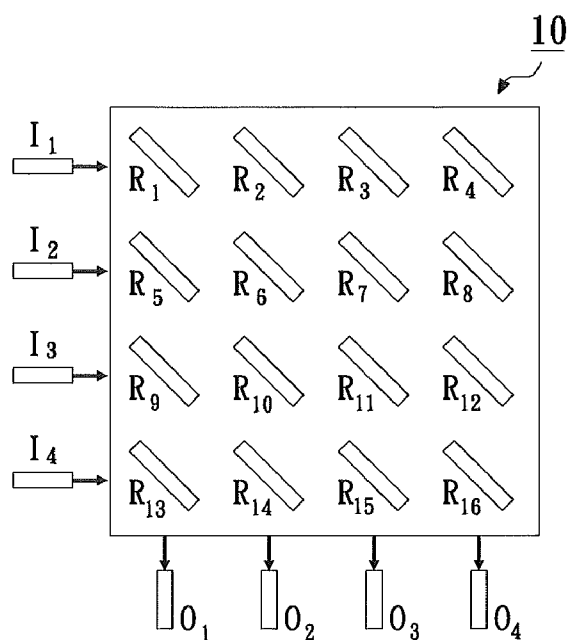 10
I1
R1 R2 R3 R4
I2
R5 R6 R7 R8
I3
R9 R10 R11 R12
I4
R13 R14 R15 R16
O1 O2 O3 O4